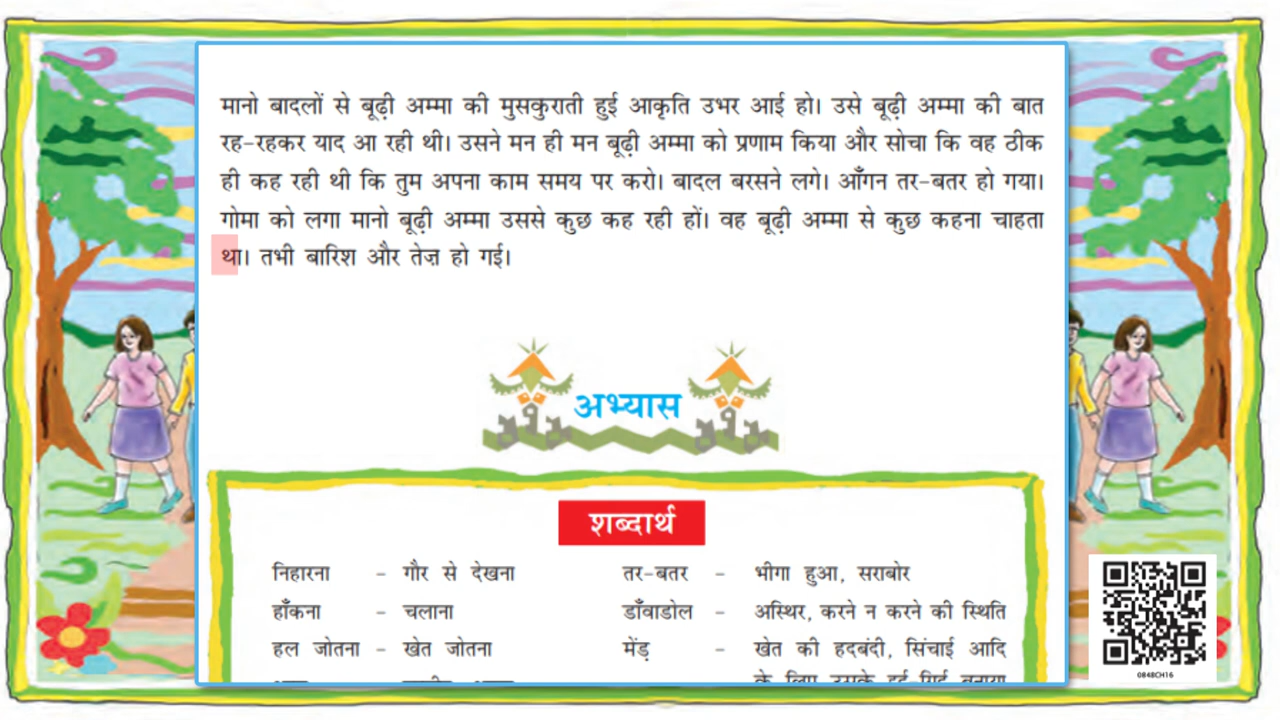 मानो बादलों से बूढ़ी अम्मा की मुसकुराती हुई आकृति उभर आई हो। उसे बूढ़ी अम्मा की बात
रह-रहकर याद आ रही थी। उसने मन ही मन बूढ़ी अम्मा को प्रणाम किया और सोचा कि वह ठीक
ही कह रही थी कि तुम अपना काम समय पर करो। बादल बरसने लगे। आँगन तर-बतर हो गया।
गोमा को लगा मानो बूढ़ी अम्मा उससे कुछ कह रही हों। वह बूढ़ी अम्मा से कुछ कहना चाहता
था। तभी बारिश और तेज़ हो गई।
अभ्यास
शब्दार्थ
निहारना - गौर से देखना तर-बतर - भीगा हुआ, सराबोर
हाँकना - चलाना डाँवाडोल - अस्थिर, करने न करने की स्थिति
हल जोतना - खेत जोतना मेंड़ - खेत की हदबंदी, सिंचाई आदि
0848CH16